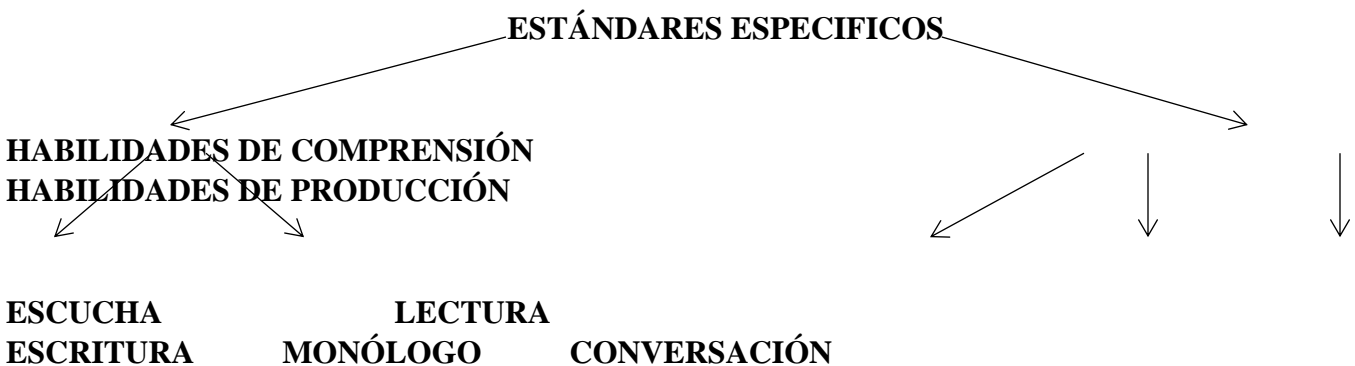 ESTÁNDARES ESPECIFICOS
HABILIDADES DE COMPRENSIÓN
HABILIDADES DE PRODUCCIÓN
ESCUCHA LECTURA
ESCRITURA MONÓLOGO CONVERSACIÓN